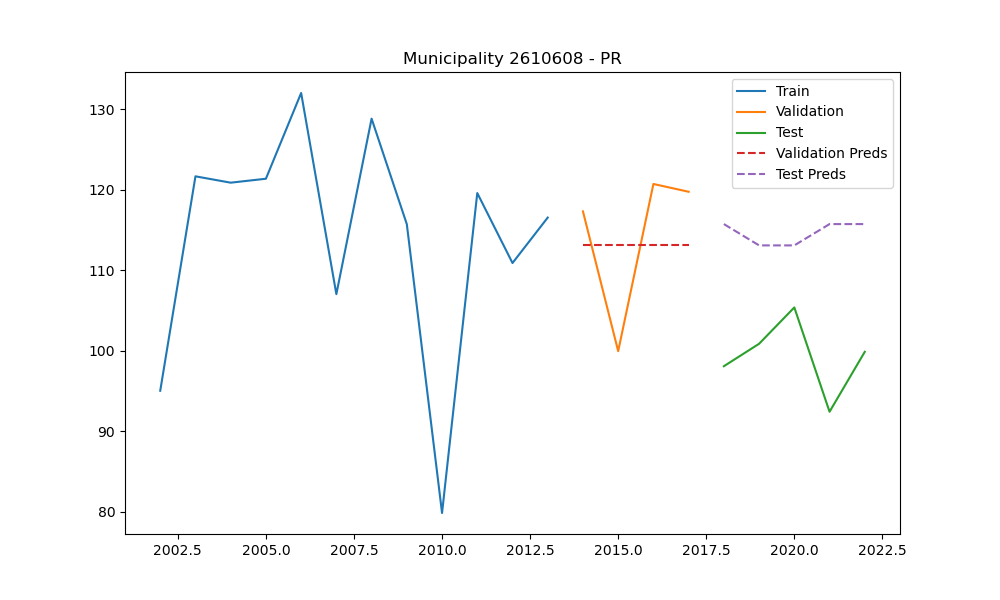 Municipality 2610608 - PR
Train
Validation
Test
Validation Preds
Test Preds
130
120
110
100
90
80
2002.5 2005.0 2007.5 2010.0 2012.5 2015.0 2017.5 2020.0 2022.5